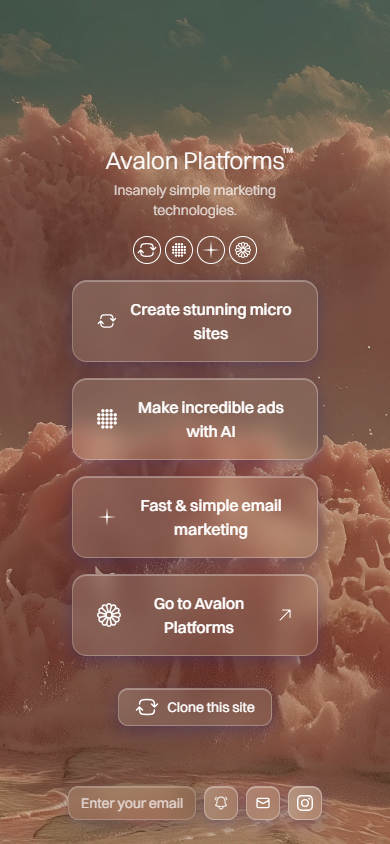 Avalon Platforms™
Insanely simple marketing
technologies.
Create stunning micro
sites
Make incredible ads
with AI
Fast & simple email
marketing
Go to Avalon
Platforms
Clone this site
Enter your email